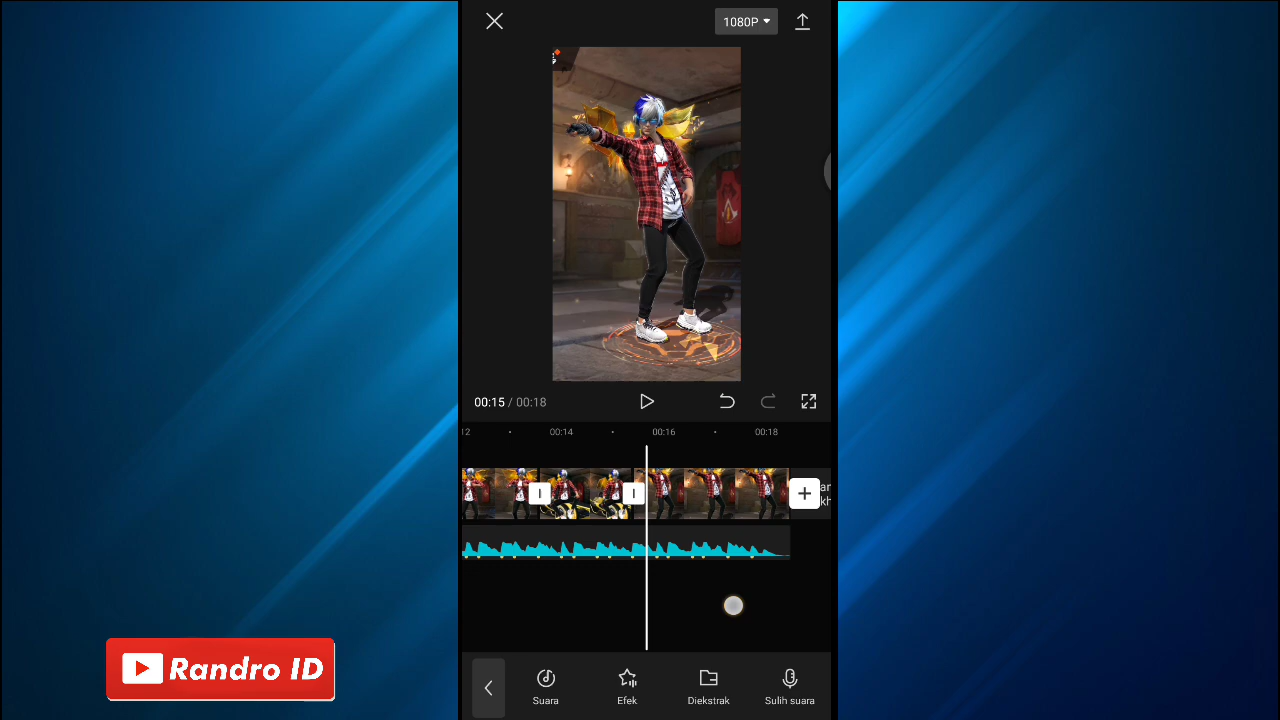 1080P
00:15 / 00:18
12
00:14
00:16
00:18
Suara
Efek
Diekstrak
Sulih suara
Randro ID